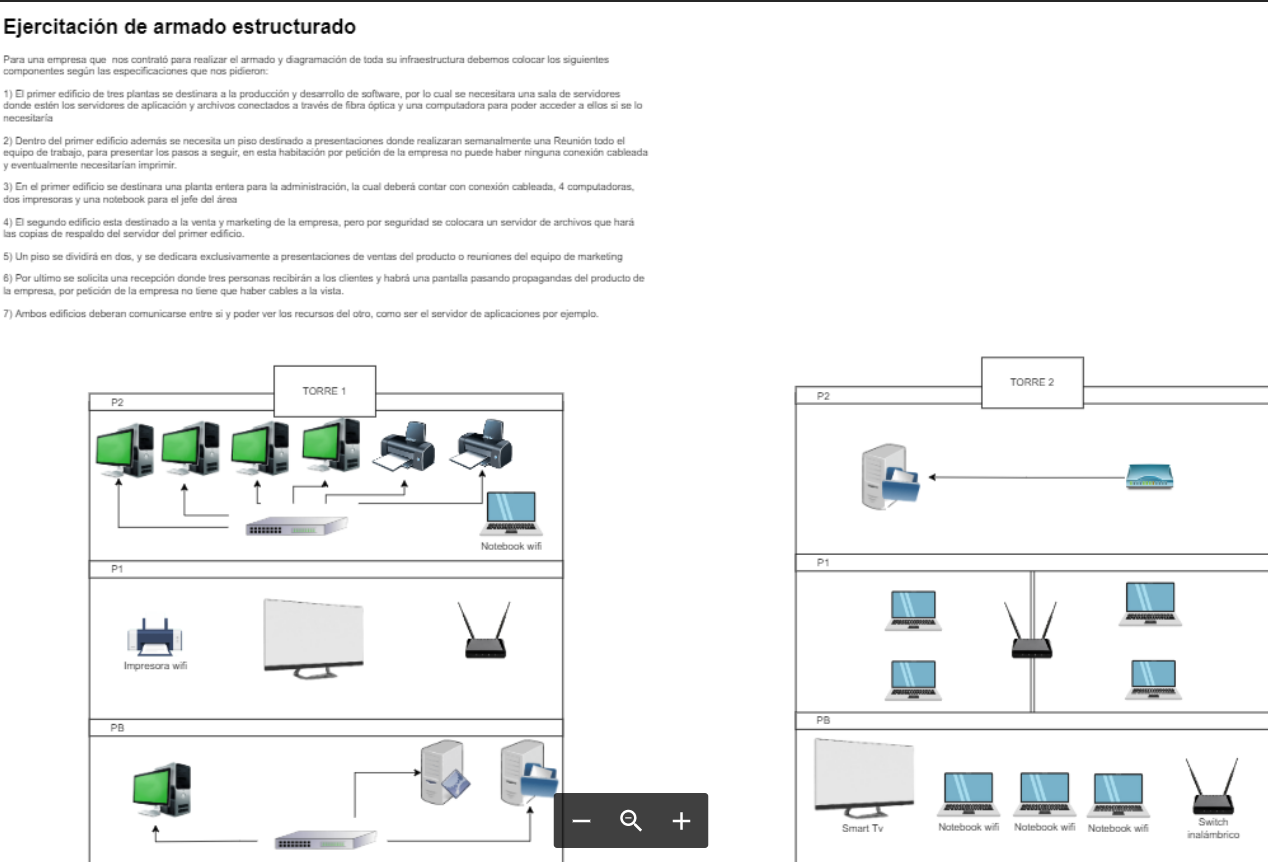 Ejercitación de armado estructurado
Para una empresa que  nos contrató para realizar el armado y diagramación de toda su infraestructura debemos colocar los siguientes
componentes según las especificaciones que nos pidieron:
1) El primer edificio de tres plantas se destinara a la producción y desarrollo de software, por lo cual se necesitara una sala de servidores
donde estén los servidores de aplicación y archivos conectados a través de fibra óptica y una computadora para poder acceder a ellos si se lo
necesitaría
2) Dentro del primer edificio además se necesita un piso destinado a presentaciones donde realizaran semanalmente una Reunión todo el
equipo de trabajo, para presentar los pasos a seguir, en esta habitación por petición de la empresa no puede haber ninguna conexión cableada
y eventualmente necesitarían imprimir.
3) En el primer edificio se destinara una planta entera para la administración, la cual deberá contar con conexión cableada, 4 computadoras,
dos impresoras y una notebook para el jefe del área
4) El segundo edificio esta destinado a la venta y marketing de la empresa, pero por seguridad se colocara un servidor de archivos que hará
las copias de respaldo del servidor del primer edificio.
5) Un piso se dividirá en dos, y se dedicara exclusivamente a presentaciones de ventas del producto o reuniones del equipo de marketing
6) Por ultimo se solicita una recepción donde tres personas recibirán a los clientes y habrá una pantalla pasando propagandas del producto de
la empresa, por petición de la empresa no tiene que haber cables a la vista.
7) Ambos edificios deberan comunicarse entre si y poder ver los recursos del otro, como ser el servidor de aplicaciones por ejemplo.
TORRE 1
P2
Notebook wifi
P1
Impresora wifi
PB
TORRE 2
P2
P1
PB
Smart Tv
Notebook wifi
Notebook wifi
Notebook wifi
Switch
inalámbrico